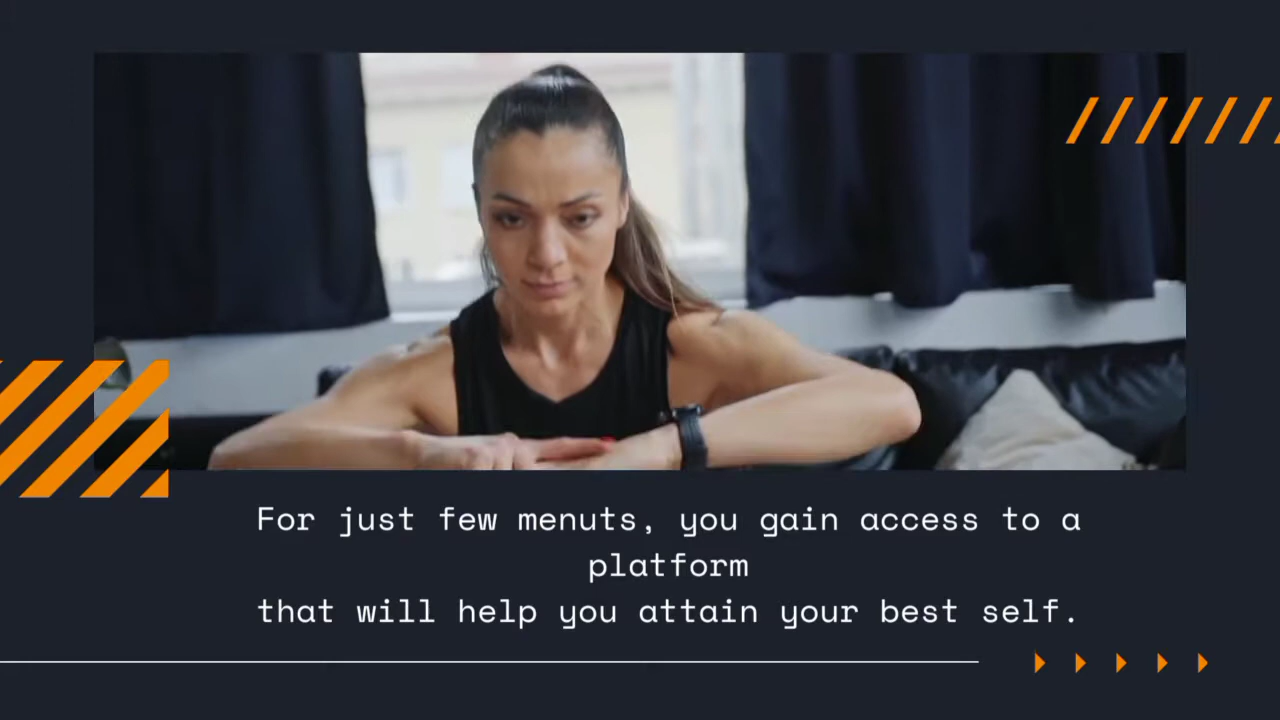 For just few menuts, you gain access to a
platform
that will help you attain your best self.